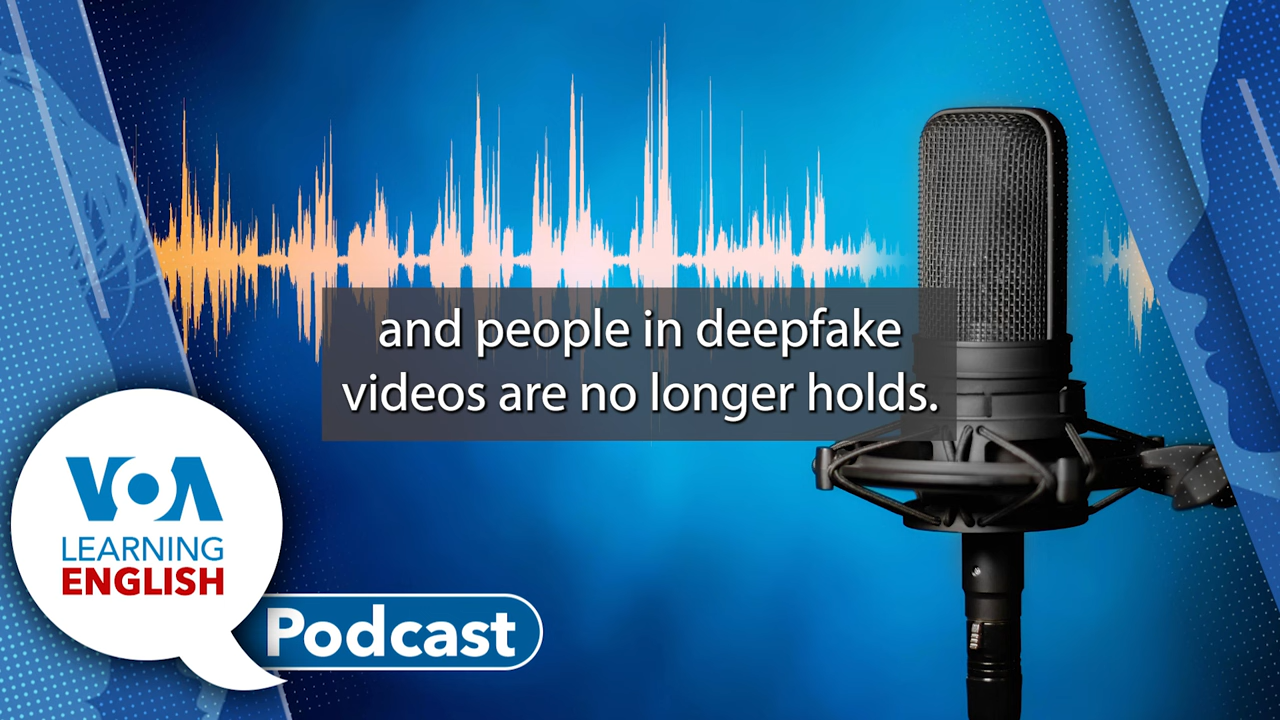 and people in deepfake
videos are no longer holds.
VOA
LEARNING
ENGLISH
Podcast